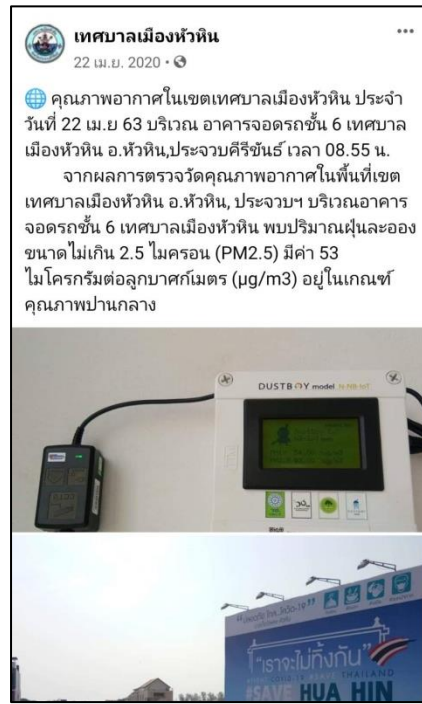 เทศบาลเมืองหัวหิน
22 เม.ย. 2020 •
คุณภาพอากาศในเขตเทศบาลเมืองหัวหิน ประจำ
วันที่ 22 เม.ย 63 บริเวณ อาคารจอดรถชั้น 6 เทศบาล
เมืองหัวหิน อ.หัวหิน,ประจวบคีรีขันธ์ เวลา 08.55 น.
จากผลการตรวจวัดคุณภาพอากาศในพื้นที่เขต
เทศบาลเมืองหัวหิน อ.หัวหิน, ประจวบฯ บริเวณอาคาร
จอดรถชั้น 6 เทศบาลเมืองหัวหิน พบปริมาณฝุ่นละออง
ขนาดไม่เกิน 2.5 ไมครอน (PM2.5) มีค่า 53
ไมโครกรัมต่อลูกบาศก์เมตร (µg/m3) อยู่ในเกณฑ์
คุณภาพปานกลาง
DUSTBOY model N-NB-IoT
"เราจะไม่ทิ้งกัน"
THAILAND
#SAVE HUA HIN